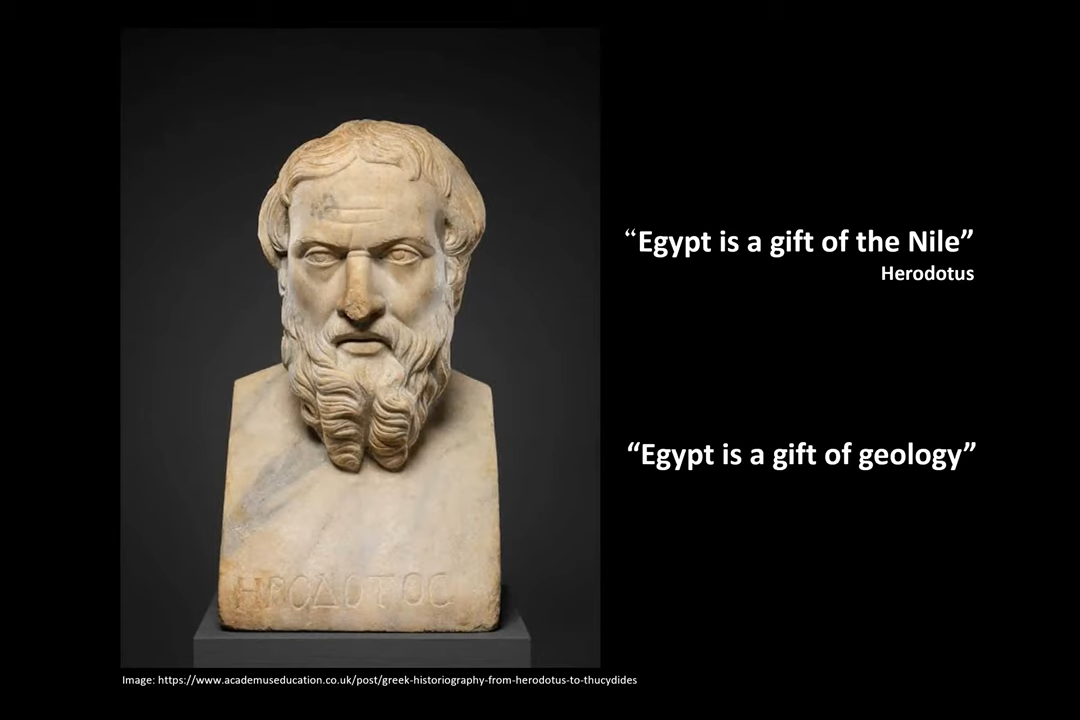 “Egypt is a gift of the Nile”
Herodotus
“Egypt is a gift of geology”
ΗΡΟΔΟΤΟC
Image: https://www.academuseducation.co.uk/post/greek-historiography-from-herodotus-to-thucydides